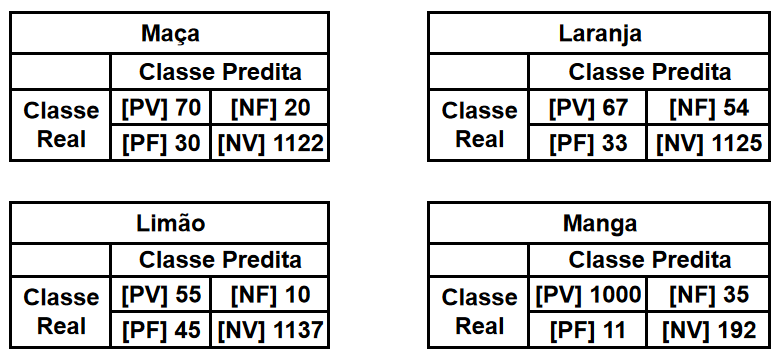 Maça
Classe Predita
Classe Real
[PV] 70 [NF] 20
[PF] 30 [NV] 1122
Laranja
Classe Predita
Classe Real
[PV] 67 [NF] 54
[PF] 33 [NV] 1125
Limão
Classe Predita
Classe Real
[PV] 55 [NF] 10
[PF] 45 [NV] 1137
Manga
Classe Predita
Classe Real
[PV] 1000 [NF] 35
[PF] 11 [NV] 192